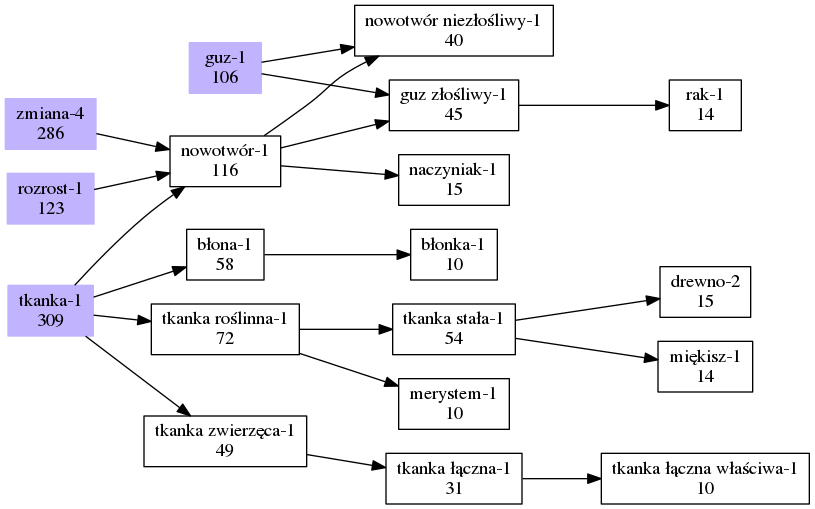 nowotwór niezłośliwy-1
40
guz-1
106
guz złośliwy-1
45
rak-1
14
zmiana-4
286
nowotwór-1
116
naczyniak-1
15
rozrost-1
123
błona-1
58
błonka-1
10
tkanka-1
309
drewno-2
15
tkanka roślinna-1
72
tkanka stała-1
54
miękisz-1
14
merystem-1
10
tkanka zwierzęca-1
49
tkanka łączna-1
31
tkanka łączna właściwa-1
10